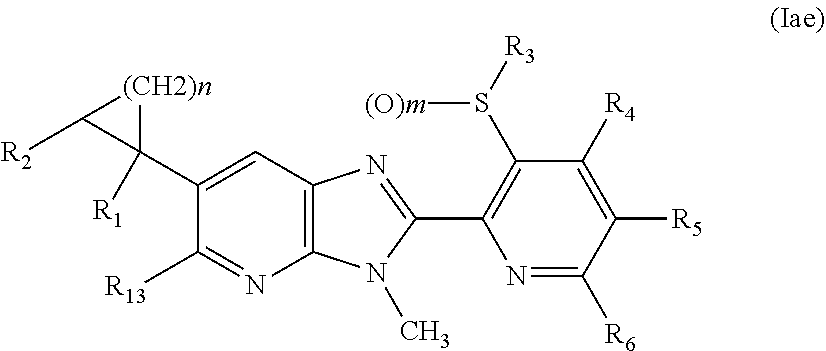 (Iae)
R3
(CH2)n
(O)m
S
R4
R2
N
R1
R5
R13
N
N
N
CH3
R6